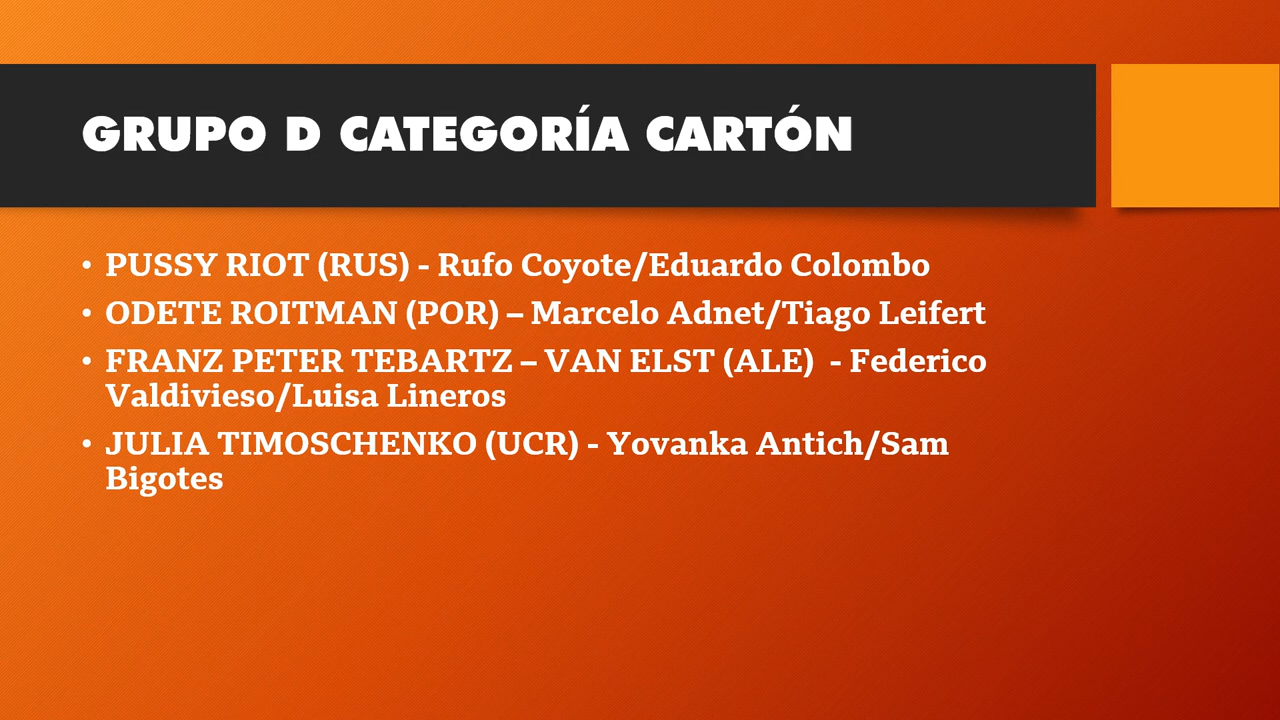 GRUPO D CATEGORÍA CARTÓN
• PUSSY RIOT (RUS) - Rufo Coyote/Eduardo Colombo
• ODETE ROITMAN (POR) – Marcelo Adnet/Tiago Leifert
• FRANZ PETER TEBARTZ – VAN ELST (ALE)  - Federico
Valdivieso/Luisa Lineros
• JULIA TIMOSCHENKO (UCR) - Yovanka Antich/Sam
Bigotes